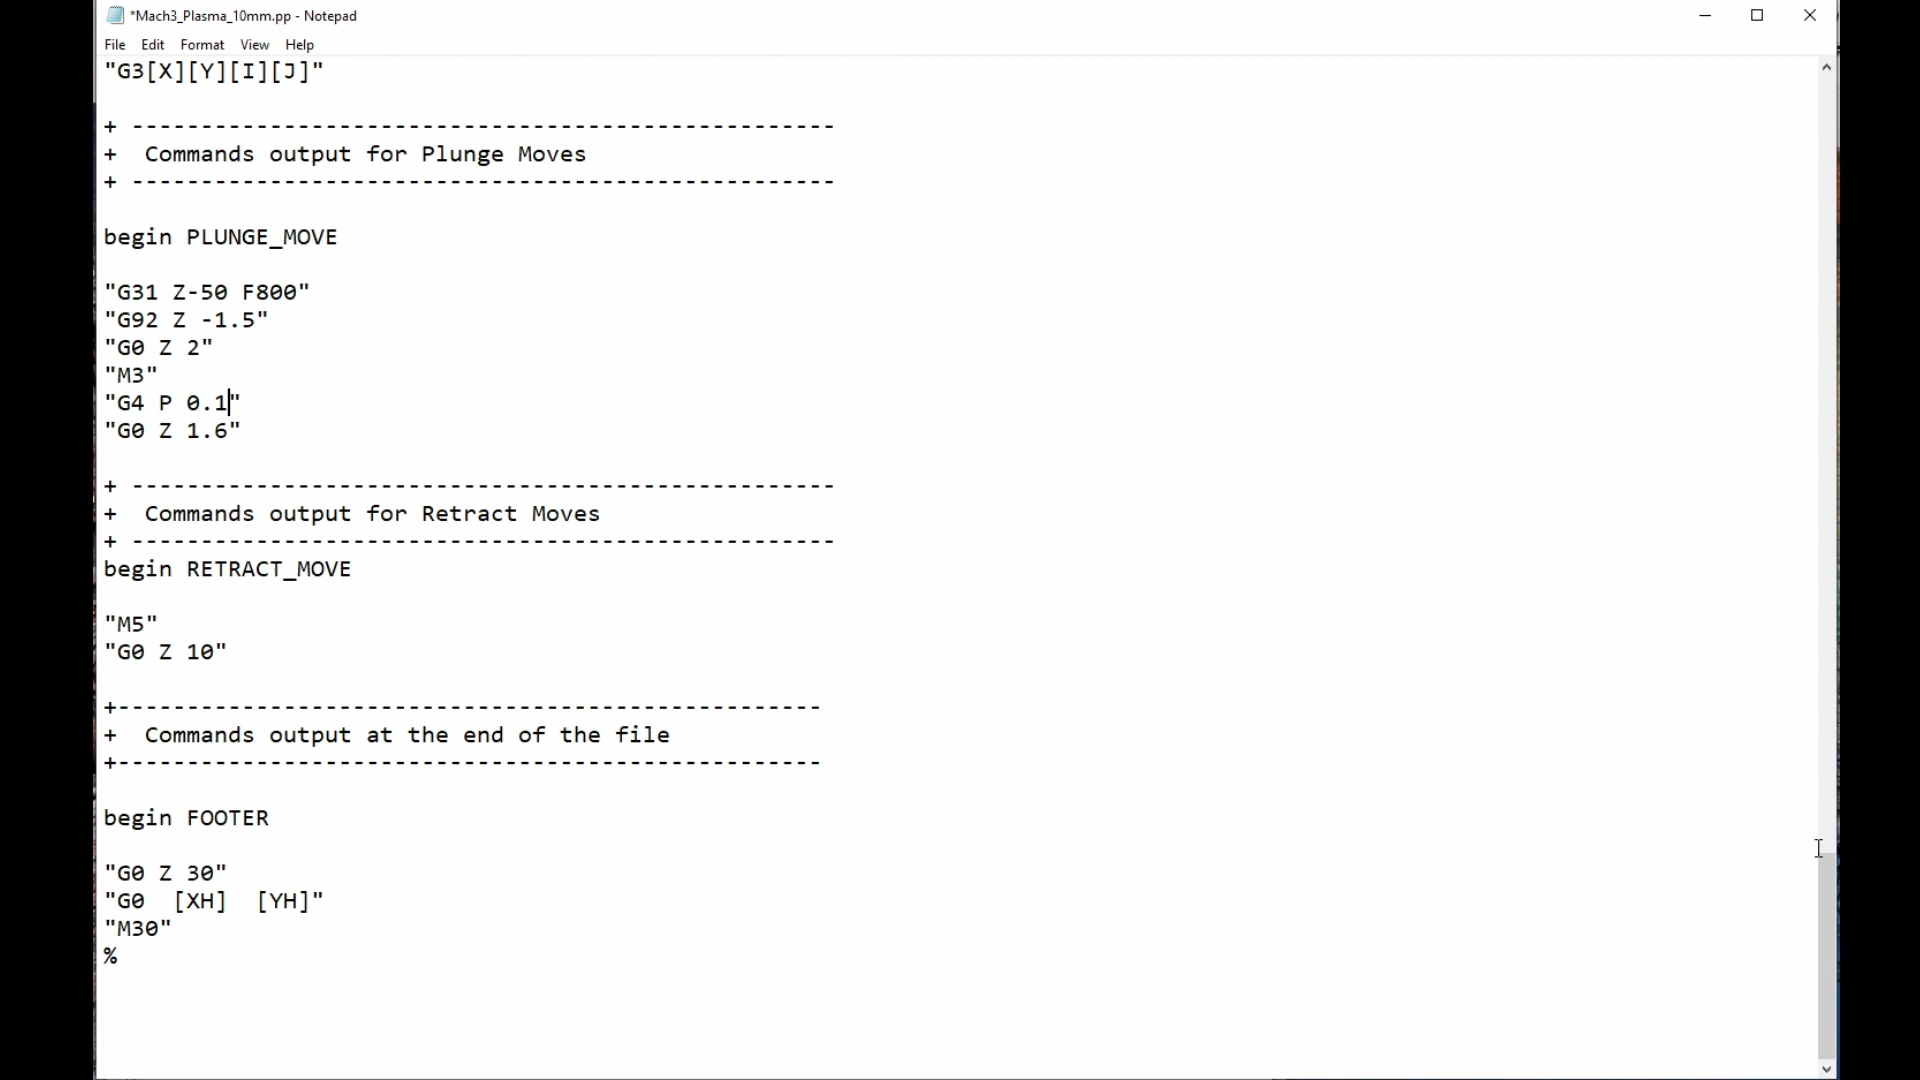 *Mach3_Plasma_10mm.pp - Notepad
File Edit Format View Help
"G3[X][Y][I][J]"
+ ---------------------------------------------------
+  Commands output for Plunge Moves
+ ---------------------------------------------------
begin PLUNGE_MOVE
"G31 Z-50 F800"
"G92 Z -1.5"
"G0 Z 2"
"M3"
"G4 P 0.1"
"G0 Z 1.6"
+ ---------------------------------------------------
+  Commands output for Retract Moves
+ ---------------------------------------------------
begin RETRACT_MOVE
"M5"
"G0 Z 10"
+---------------------------------------------------
+  Commands output at the end of the file
+---------------------------------------------------
begin FOOTER
"G0 Z 30"
"G0  [XH]  [YH]"
"M30"
%